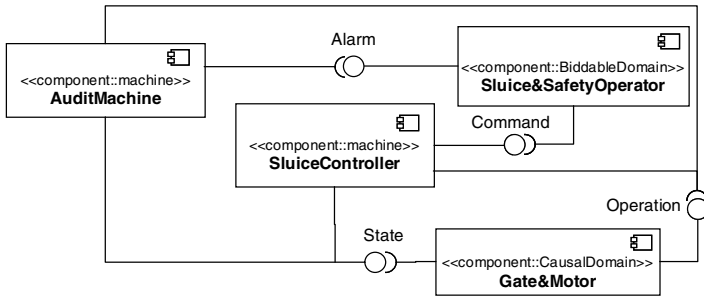 Alarm
<<component::machine>>
AuditMachine
<<component::BiddableDomain>>
Sluice&SafetyOperator
Command
<<component::machine>>
SluiceController
Operation
State
<<component::CausalDomain>>
Gate&Motor